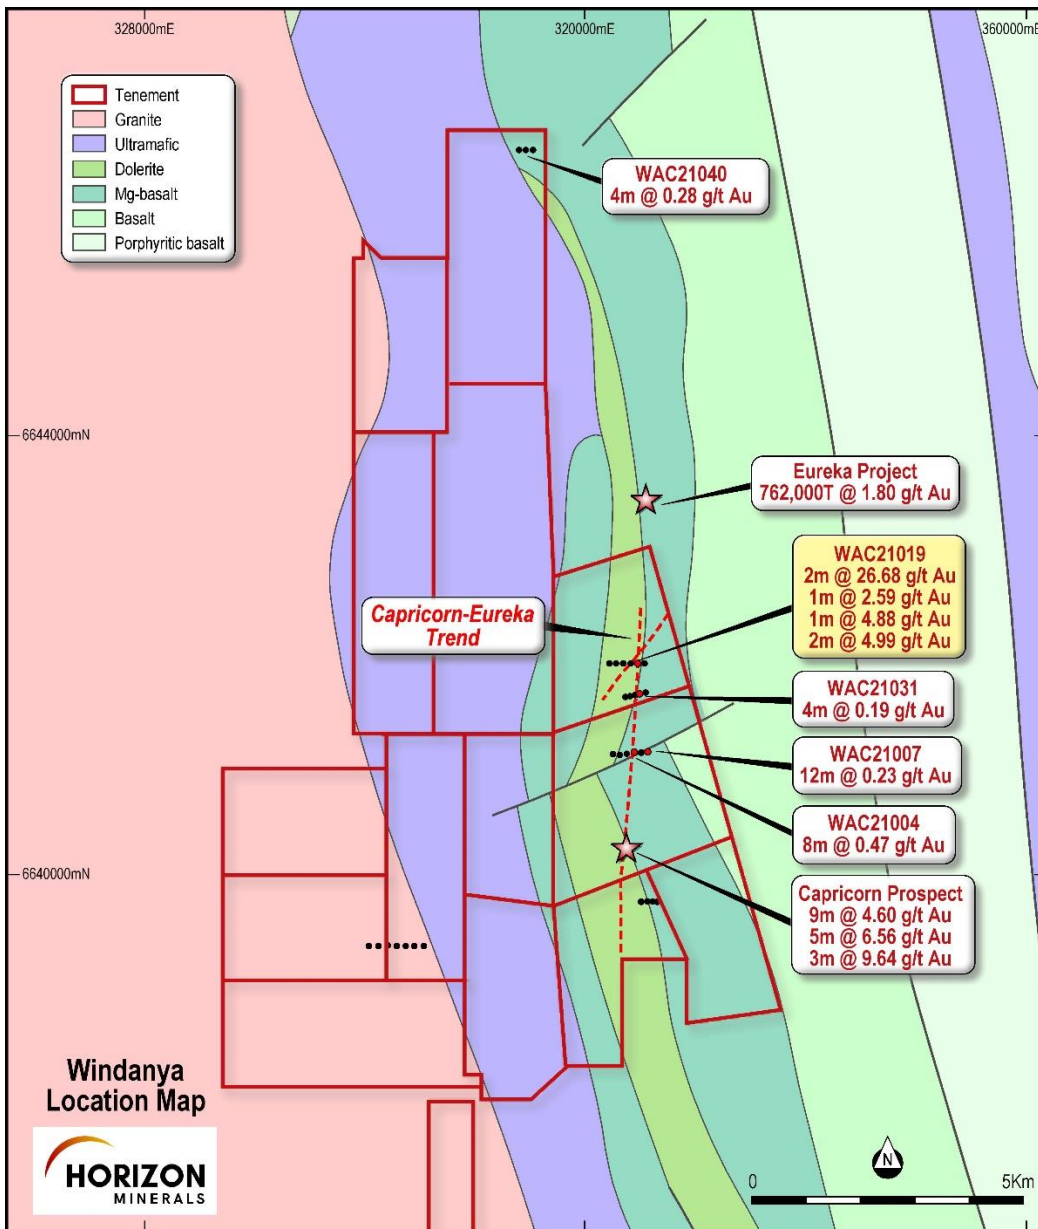 328000mE
320000mE
360000mE
Tenement
Granite
Ultramafic
Dolerite
Mg-basalt
Basalt
Porphyritic basalt
WAC21040
4m @ 0.28 g/t Au
6644000mN
Eureka Project
762,000T @ 1.80 g/t Au
WAC21019
2m @ 26.68 g/t Au
1m @ 2.59 g/t Au
1m @ 4.88 g/t Au
2m @ 4.99 g/t Au
Capricorn-Eureka
Trend
WAC21031
4m @ 0.19 g/t Au
WAC21007
12m @ 0.23 g/t Au
WAC21004
8m @ 0.47 g/t Au
6640000mN
Capricorn Prospect
9m @ 4.60 g/t Au
5m @ 6.56 g/t Au
3m @ 9.64 g/t Au
Windanya
Location Map
HORIZON
MINERALS
N
0
5Km